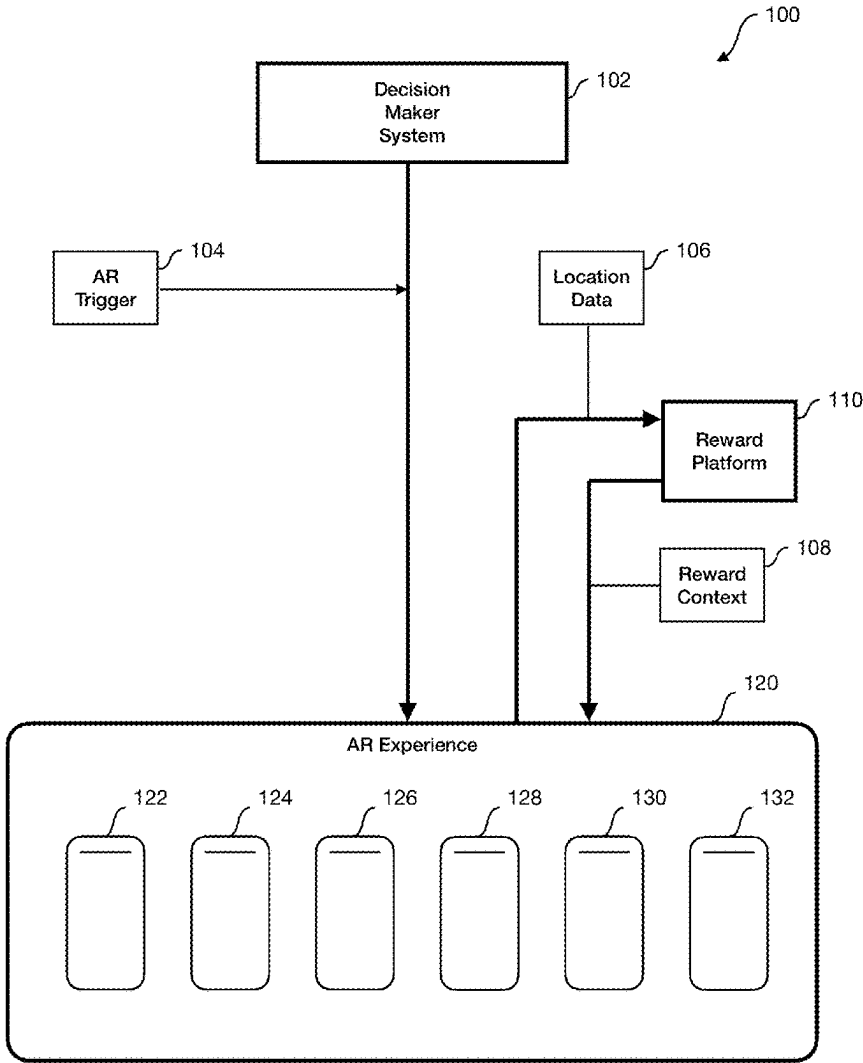 100
Decision
Maker
System
102
AR
Trigger
104
Location
Data
106
Reward
Platform
110
Reward
Context
108
120
AR Experience
122
124
126
128
130
132